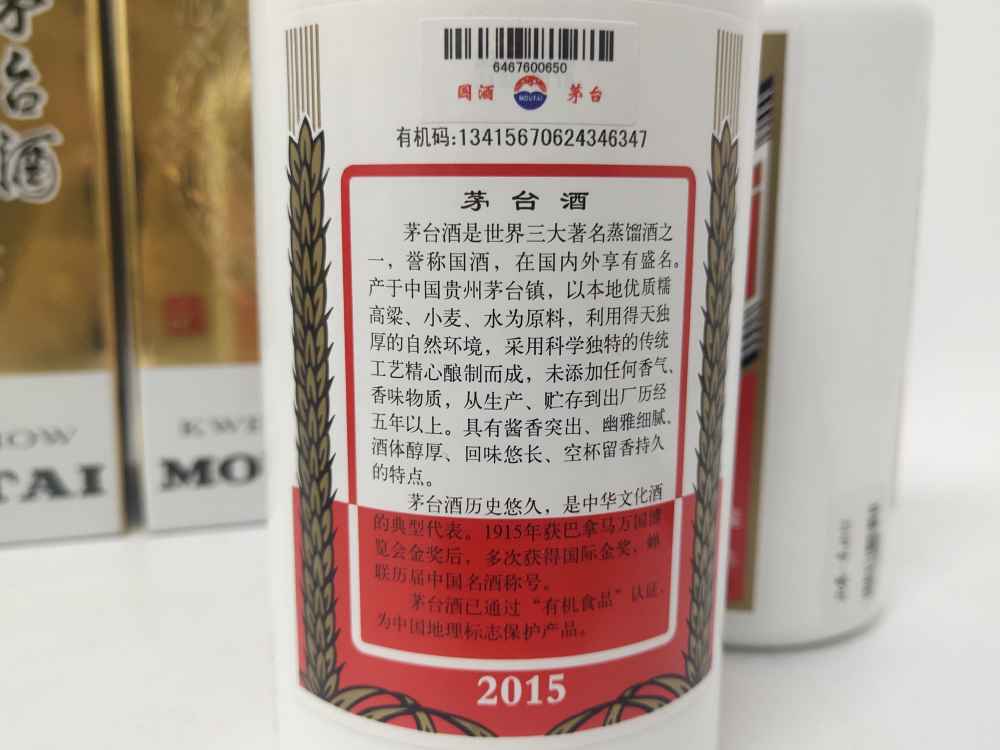 茅台酒
6467600650
国酒 MOUTAI 茅台
有机码:13415670624346347
茅台酒
茅台酒是世界三大著名蒸馏酒之
一，誉称国酒，在国内外享有盛名。
产于中国贵州茅台镇，以本地优质糯
高粱、小麦、水为原料，利用得天独
厚的自然环境，采用科学独特的传统
工艺精心酿制而成，未添加任何香气、
香味物质，从生产、贮存到出厂历经
五年以上。具有酱香突出、幽雅细腻、
酒体醇厚、回味悠长、空杯留香持久
的特点。
茅台酒历史悠久，是中华文化酒
的典型代表。1915年获巴拿马万国博
览会金奖后，多次获得国际金奖、蝉
联历届中国名酒称号。
茅台酒已通过“有机食品”认证，
为中国地理标志保护产品。
2015
HOW
TAI
KWE
MO